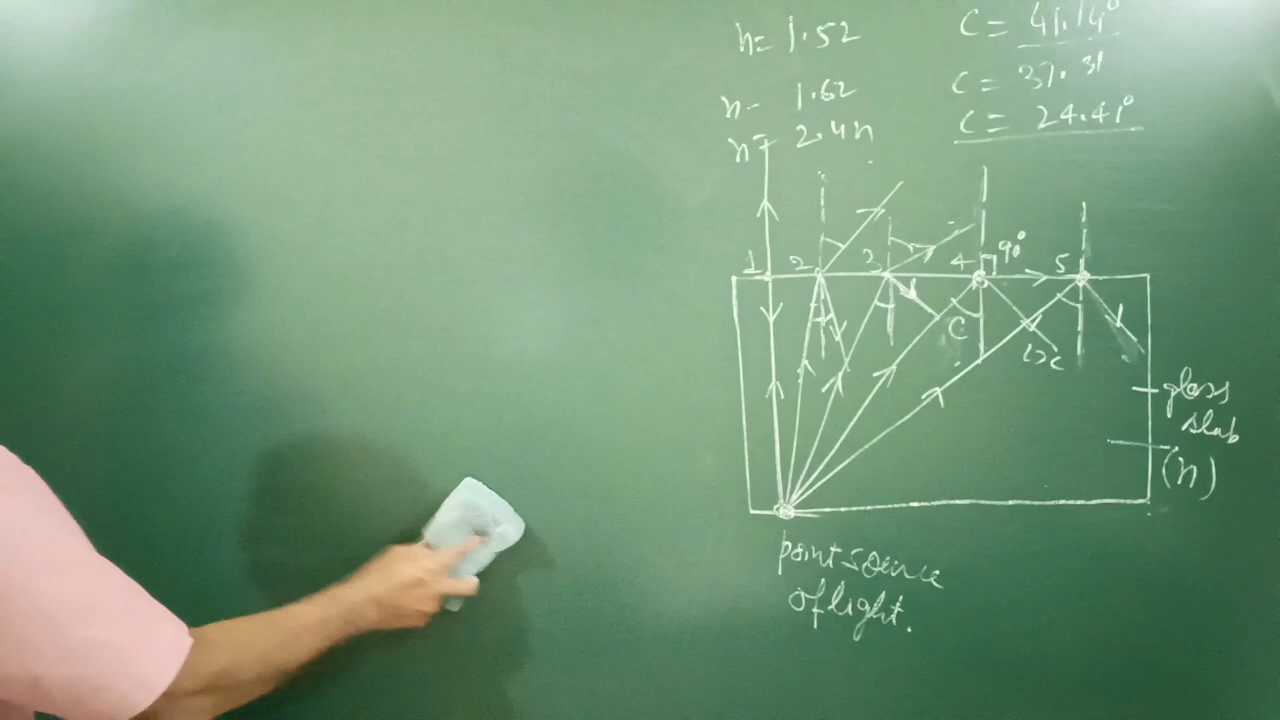 n= 1.52 C= 41.14°
n- 1.62 C= 37.31
n= 2.4n C= 24.41°
1 2 3 4 90° 5
C i>c
glass
slab
(n)
point source
of light.